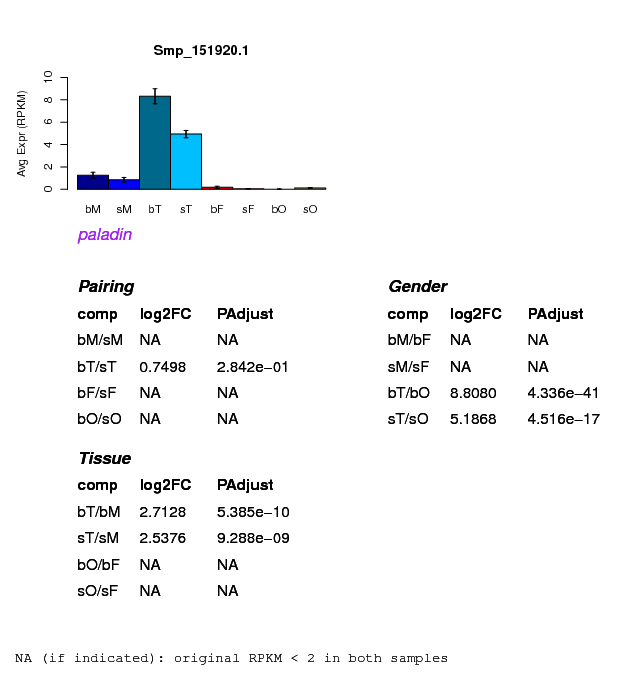 Smp_151920.1
Avg Expr (RPKM)
10
8
6
4
2
0
bM sM bT sT bF sF bO sO
paladin
Pairing
comp log2FC PAdjust
bM/sM NA NA
bT/sT 0.7498 2.842e−01
bF/sF NA NA
bO/sO NA NA
Gender
comp log2FC PAdjust
bM/bF NA NA
sM/sF NA NA
bT/bO 8.8080 4.336e−41
sT/sO 5.1868 4.516e−17
Tissue
comp log2FC PAdjust
bT/bM 2.7128 5.385e−10
sT/sM 2.5376 9.288e−09
bO/bF NA NA
sO/sF NA NA
NA (if indicated): original RPKM < 2 in both samples